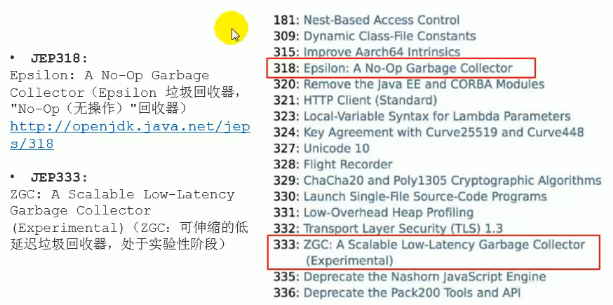 • JEP318:
Epsilon: A No-Op Garbage
Collector（Epsilon 垃圾回收器，
"No-Op（无操作）"回收器）
http://openjdk.java.net/jep
s/318
• JEP333:
ZGC: A Scalable Low-Latency
Garbage Collector
(Experimental)（ZGC：可伸缩的低
延迟垃圾回收器，处于实验性阶段）
181: Nest-Based Access Control
309: Dynamic Class-File Constants
315: Improve Aarch64 Intrinsics
318: Epsilon: A No-Op Garbage Collector
320: Remove the Java EE and CORBA Modules
321: HTTP Client (Standard)
323: Local-Variable Syntax for Lambda Parameters
324: Key Agreement with Curve25519 and Curve448
327: Unicode 10
328: Flight Recorder
329: ChaCha20 and Poly1305 Cryptographic Algorithms
330: Launch Single-File Source-Code Programs
331: Low-Overhead Heap Profiling
332: Transport Layer Security (TLS) 1.3
333: ZGC: A Scalable Low-Latency Garbage Collector
(Experimental)
335: Deprecate the Nashorn JavaScript Engine
336: Deprecate the Pack200 Tools and API